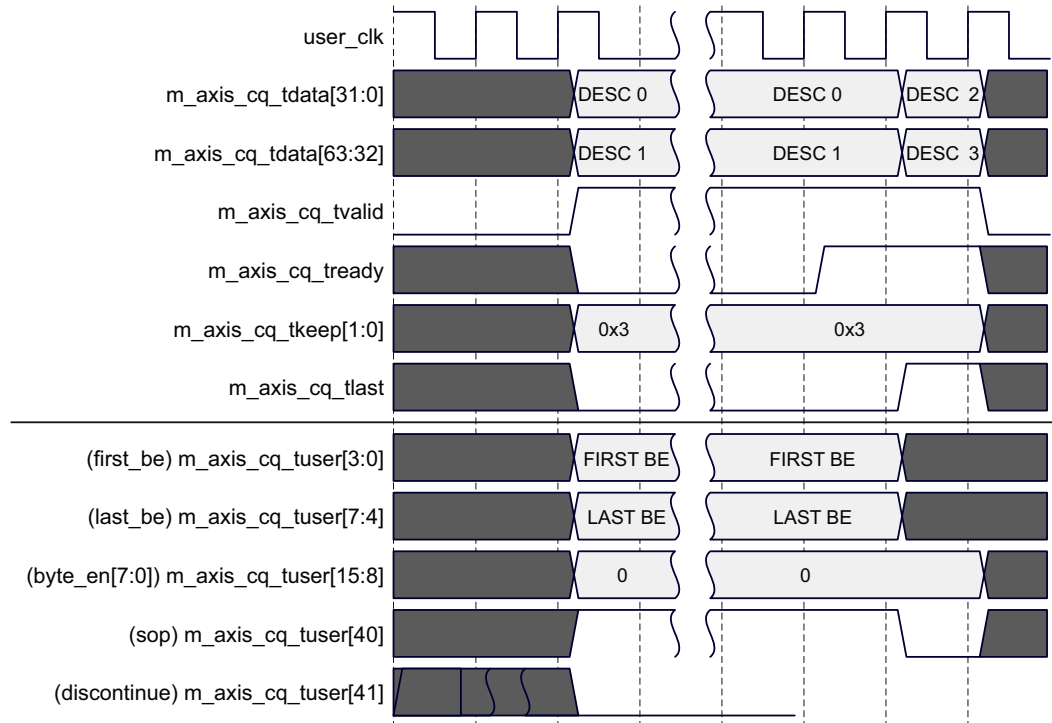 user_clk
m_axis_cq_tdata[31:0] DESC 0 DESC 0 DESC 2
m_axis_cq_tdata[63:32] DESC 1 DESC 1 DESC 3
m_axis_cq_tvalid
m_axis_cq_tready
m_axis_cq_tkeep[1:0] 0x3 0x3
m_axis_cq_tlast
(first_be) m_axis_cq_tuser[3:0] FIRST BE FIRST BE
(last_be) m_axis_cq_tuser[7:4] LAST BE LAST BE
(byte_en[7:0]) m_axis_cq_tuser[15:8] 0 0
(sop) m_axis_cq_tuser[40]
(discontinue) m_axis_cq_tuser[41]